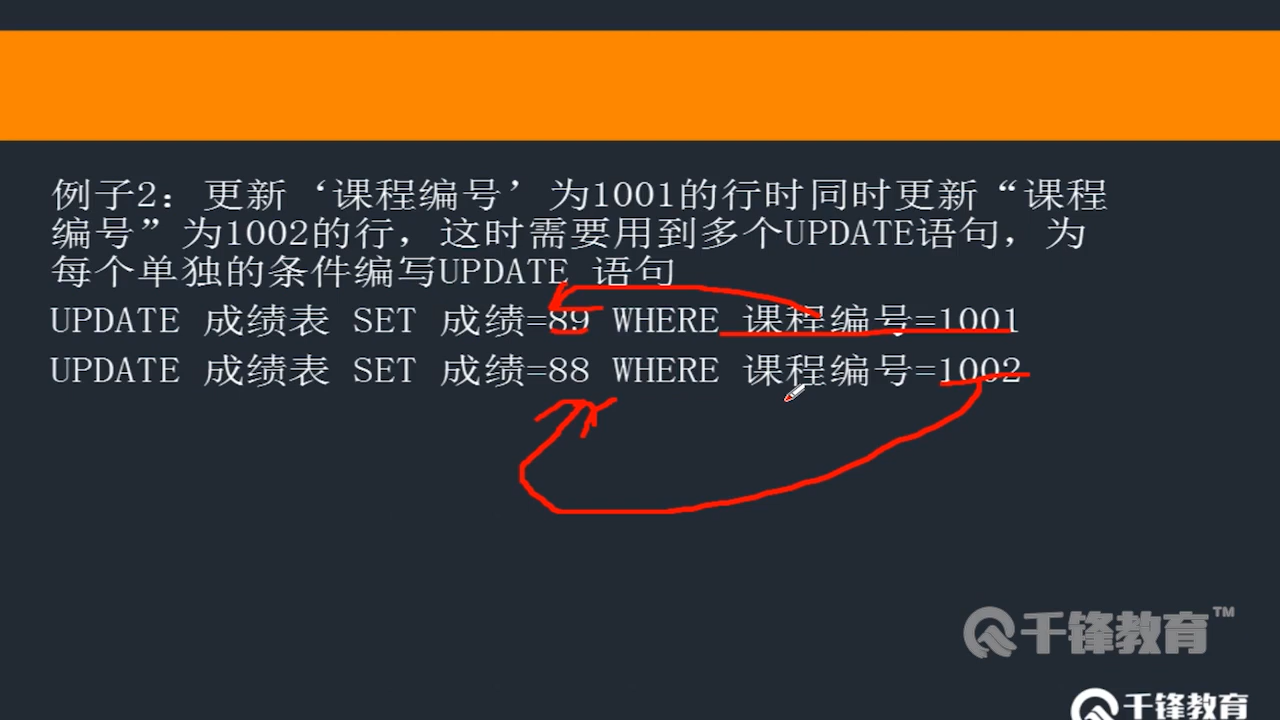 例子2：更新‘课程编号’为1001的行时同时更新“课程
编号”为1002的行，这时需要用到多个UPDATE语句，为
每个单独的条件编写UPDATE 语句
UPDATE 成绩表 SET 成绩=89 WHERE 课程编号=1001
UPDATE 成绩表 SET 成绩=88 WHERE 课程编号=1002
千锋教育™
千锋教育